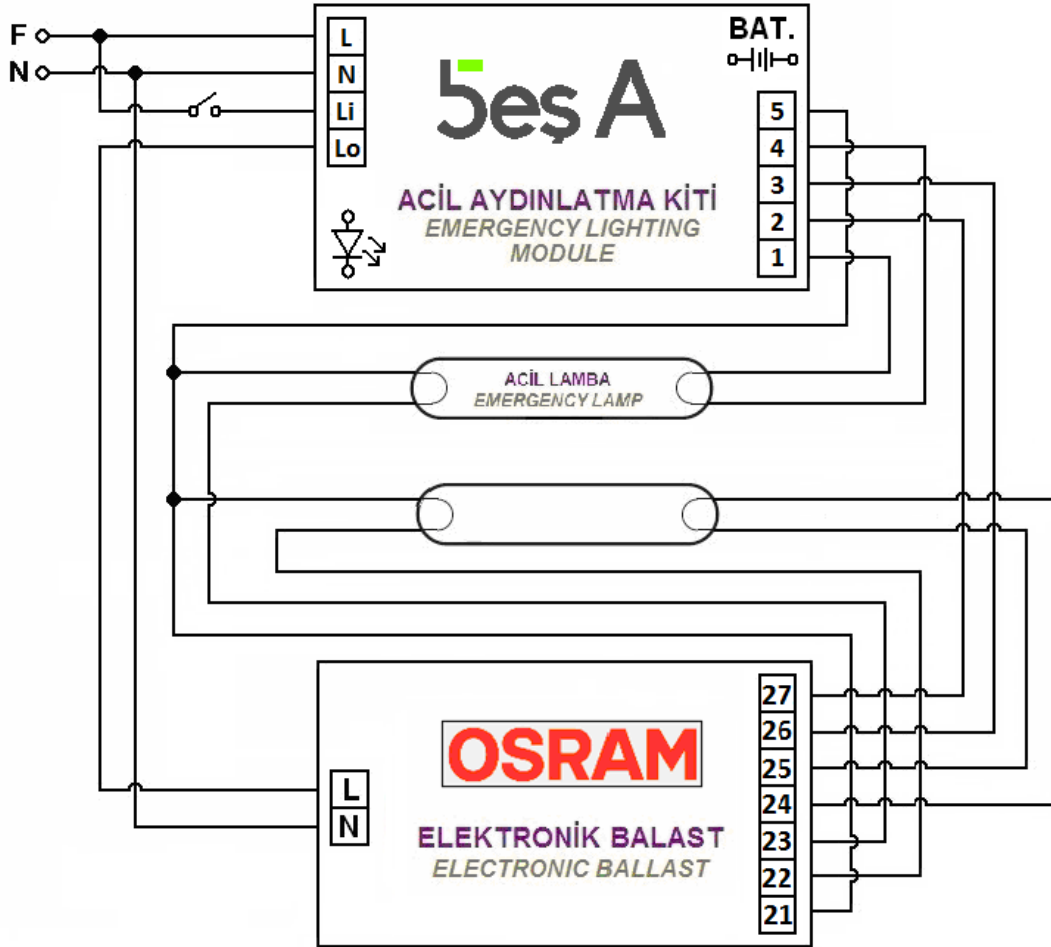 F
N
L
N
Li
Lo
BAT.
5
4
3
2
1
5eş A
ACİL AYDINLATMA KİTİ
EMERGENCY LIGHTING
MODULE
ACİL LAMBA
EMERGENCY LAMP
L
N
OSRAM
ELEKTRONİK BALAST
ELECTRONIC BALLAST
27
26
25
24
23
22
21